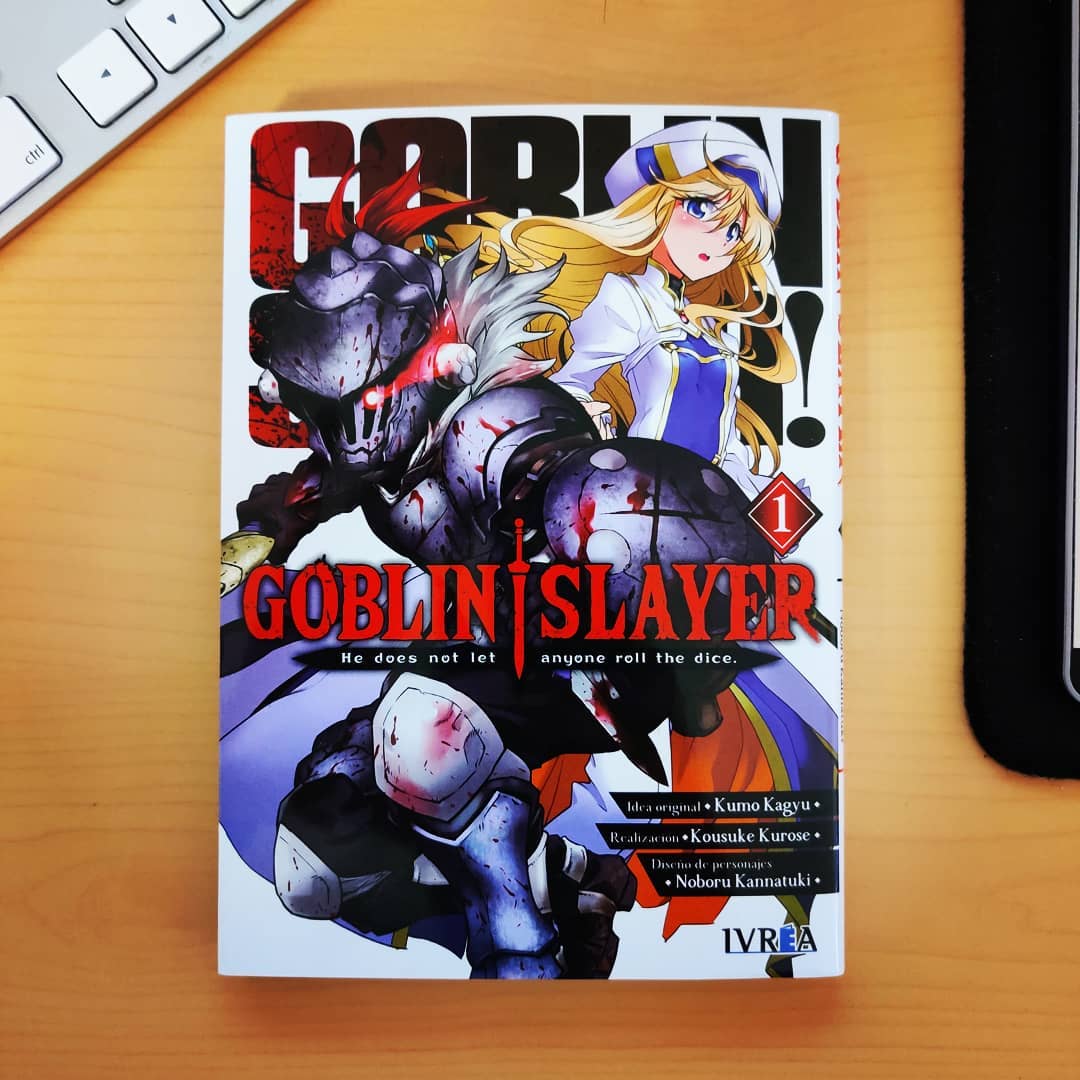 ctrl
GOBLIN
!
1
GOBLIN SLAYER
He does not let anyone roll the dice.
Idea original • Kumo Kagyu •
Realización • Kousuke Kurose •
Diseño de personajes
• Noboru Kannatuki •
IVREA